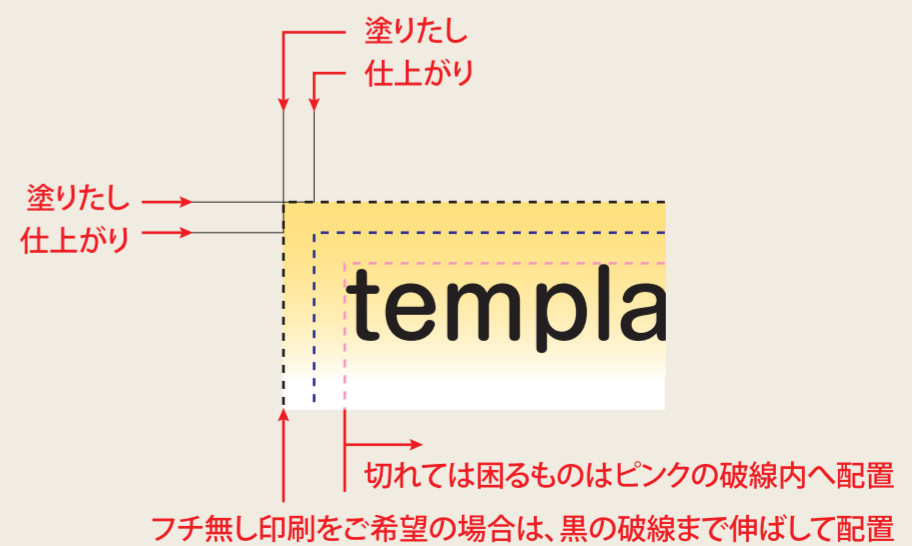 塗りたし
仕上がり
塗りたし
仕上がり
templa
切れては困るものはピンクの破線内へ配置
フチ無し印刷をご希望の場合は、黒の破線まで伸ばして配置